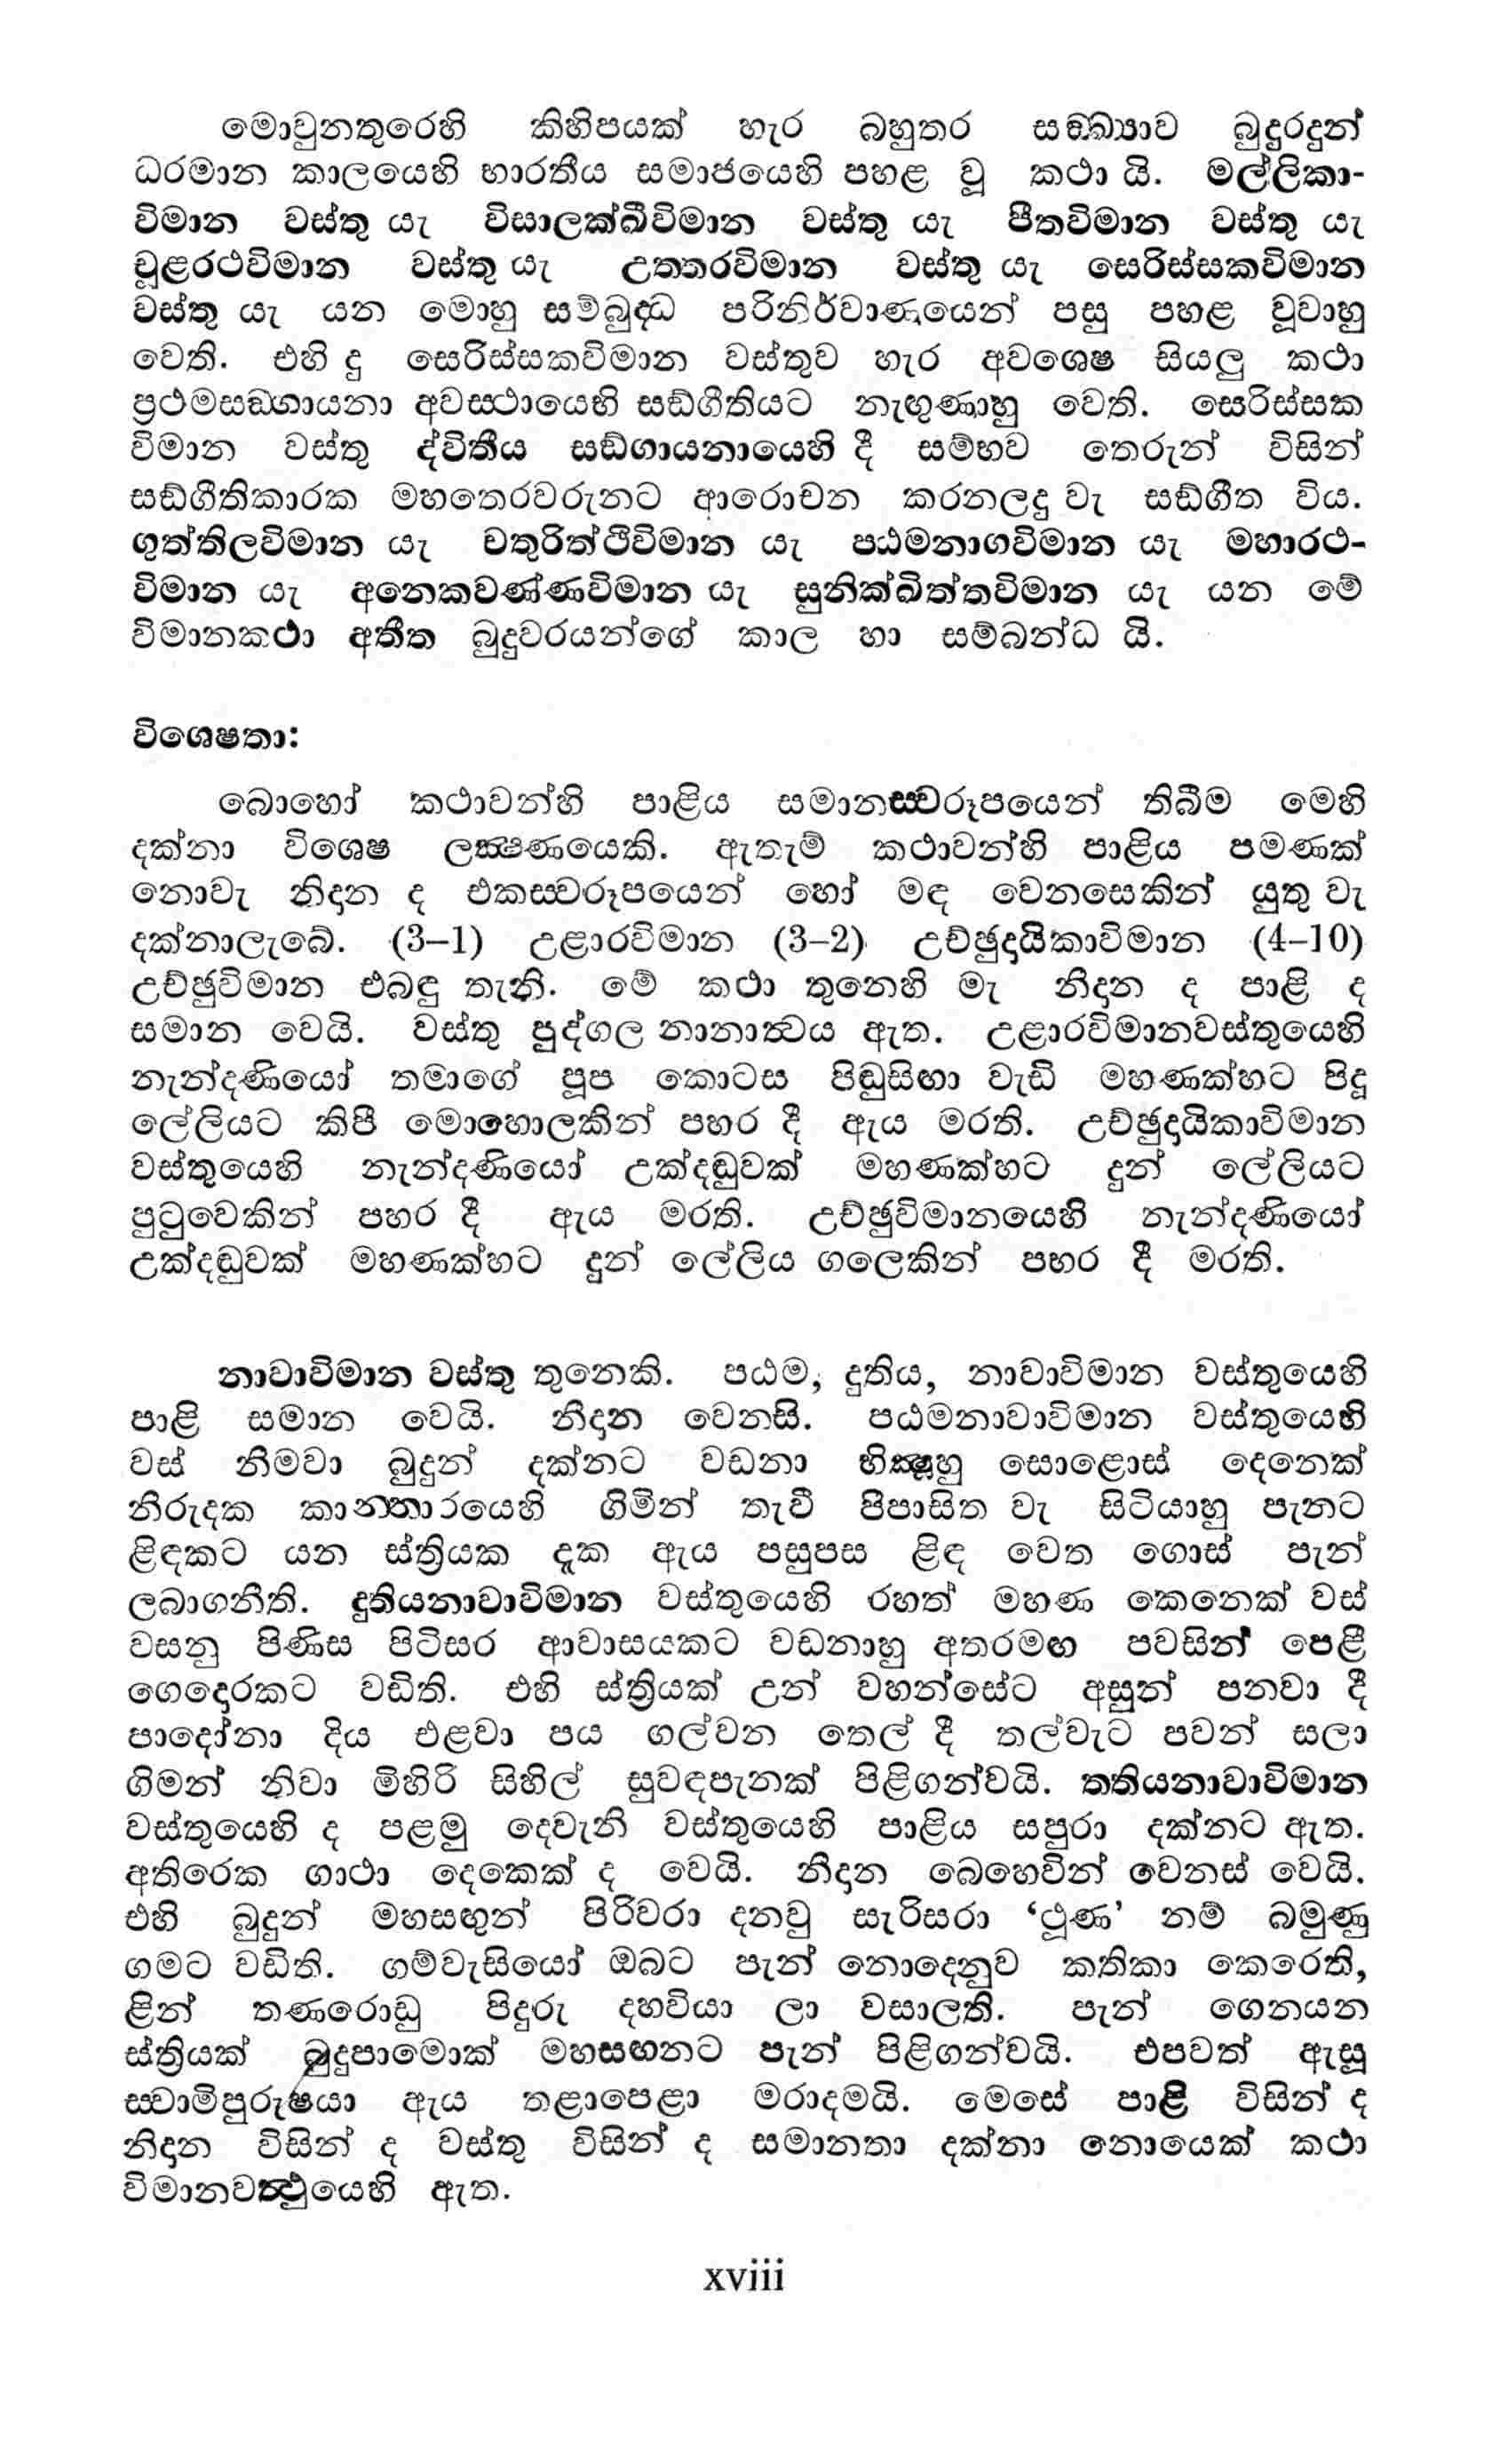 මොවුනතුරෙහි කිහිපයක් හැර බහුතර සඞ්ඛ්‍යාව බුදුරදුන්
ධරමාන කාලයෙහි භාරතීය සමාජයෙහි පහළ වූ කථා යි. මල්ලිකා-
විමාන වස්තු යැ විසාලක්ඛීවිමාන වස්තු යැ පීතවිමාන වස්තු යැ
චූළරථවිමාන වස්තු යැ උත්තරවිමාන වස්තු යැ සෙරිස්සකවිමාන
වස්තු යැ යන මොහු සම්බුද්ධ පරිනිර්වාණයෙන් පසු පහළ වූවාහු
වෙති. එහි දු සෙරිස්සකවිමාන වස්තුව හැර අවශෙෂ සියලු කථා
ප්‍රථමසඞ්ගායනා අවස්ථායෙහි සඞ්ගීතියට නැඟුණාහු වෙති. සෙරිස්සක
විමාන වස්තු ද්විතීය සඞ්ගායනායෙහි දී සම්භව තෙරුන් විසින්
සඞ්ගීතිකාරක මහතෙරවරුනට ආරොචන කරනලදු වැ සඞ්ගීත විය.
ගුත්තිලවිමාන යැ චතුරිත්ථිවිමාන යැ පඨමනාගවිමාන යැ මහාරථ-
විමාන යැ අනෙකවණ්ණවිමාන යැ සුනික්ඛිත්තවිමාන යැ යන මේ
විමානකථා අතීත බුදුවරයන්ගේ කාල හා සම්බන්ධ යි.

විශෙෂතා:

බොහෝ කථාවන්හි පාළිය සමානස්වරූපයෙන් තිබීම මෙහි
දක්නා විශෙෂ ලක්‍ෂණයෙකි. ඇතැම් කථාවන්හි පාළිය පමණක්
නොවැ නිදාන ද එකස්වරූපයෙන් හෝ මඳ වෙනසෙකින් යුතු වැ
දක්නාලැබේ. (3–1) උළාරවිමාන (3–2) උච්ඡුදායිකාවිමාන (4–10)
උච්ඡුවිමාන එබඳු තැනි. මේ කථා තුනෙහි මැ නිදාන ද පාළි ද
සමාන වෙයි. වස්තු පුද්ගල නානාත්වය ඇත. උළාරවිමානවස්තුයෙහි
නැන්දණියෝ තමාගේ පූප කොටස පිඬුසිඟා වැඩි මහණක්හට පිදූ
ලේලියට කිපී මොහොලකින් පහර දී ඇය මරති. උච්ඡුදායිකාවිමාන
වස්තුයෙහි නැන්දණියෝ උක්දඬුවක් මහණක්හට දුන් ලේලියට
පුටුවෙකින් පහර දී ඇය මරති. උච්ඡුවිමානයෙහි නැන්දණියෝ
උක්දඬුවක් මහණක්හට දුන් ලේලිය ගලෙකින් පහර දී මරති.

නාවාවිමාන වස්තු තුනෙකි. පඨම, දුතිය, නාවාවිමාන වස්තුයෙහි
පාළි සමාන වෙයි. නිදාන වෙනසි. පඨමනාවාවිමාන වස්තුයෙහි
වස් නිමවා බුදුන් දක්නට වඩනා භික්‍ෂූහු සොළොස් දෙනෙක්
නිරුදක කාන්තාරයෙහි ගිමින් තැවී පිපාසිත වැ සිටියාහු පැනට
ළිඳකට යන ස්ත්‍රියක දැක ඇය පසුපස ළිඳ වෙත ගොස් පැන්
ලබාගනීති. දුතියනාවාවිමාන වස්තුයෙහි රහත් මහණ කෙනෙක් වස්
වසනු පිණිස පිටිසර ආවාසයකට වඩනාහු අතරමඟ පවසින් පෙළී
ගෙදොරකට වඩිති. එහි ස්ත්‍රියක් උන් වහන්සේට අසුන් පනවා දී
පාදෝනා දිය එළවා පය ගල්වන තෙල් දී තල්වැට පවන් සලා
ගිමන් නිවා මිහිරි සිහිල් සුවඳපැනක් පිළිගන්වයි. තතියනාවාවිමාන
වස්තුයෙහි ද පළමු දෙවැනි වස්තුයෙහි පාළිය සපුරා දක්නට ඇත.
අතිරෙක ගාථා දෙකෙක් ද වෙයි. නිදාන බෙහෙවින් වෙනස් වෙයි.
එහි බුදුන් මහසඟුන් පිරිවරා දනවු සැරිසරා ‘ථූණ’ නම් බමුණු
ගමට වඩිති. ගම්වැසියෝ ඔබට පැන් නොදෙනුව කතිකා කෙරෙති,
ළින් තණරොඩු පිදුරු දහවියා ලා වසාලති. පැන් ගෙනයන
ස්ත්‍රියක් බුදුපාමොක් මහසඟනට පැන් පිළිගන්වයි. එපවත් ඇසූ
ස්වාමිපුරුෂයා ඇය තළාපෙළා මරාදමයි. මෙසේ පාළි විසින් ද
නිදාන විසින් ද වස්තු විසින් ද සමානතා දක්නා නොයෙක් කථා
විමානවත්ථුයෙහි ඇත.

xviii